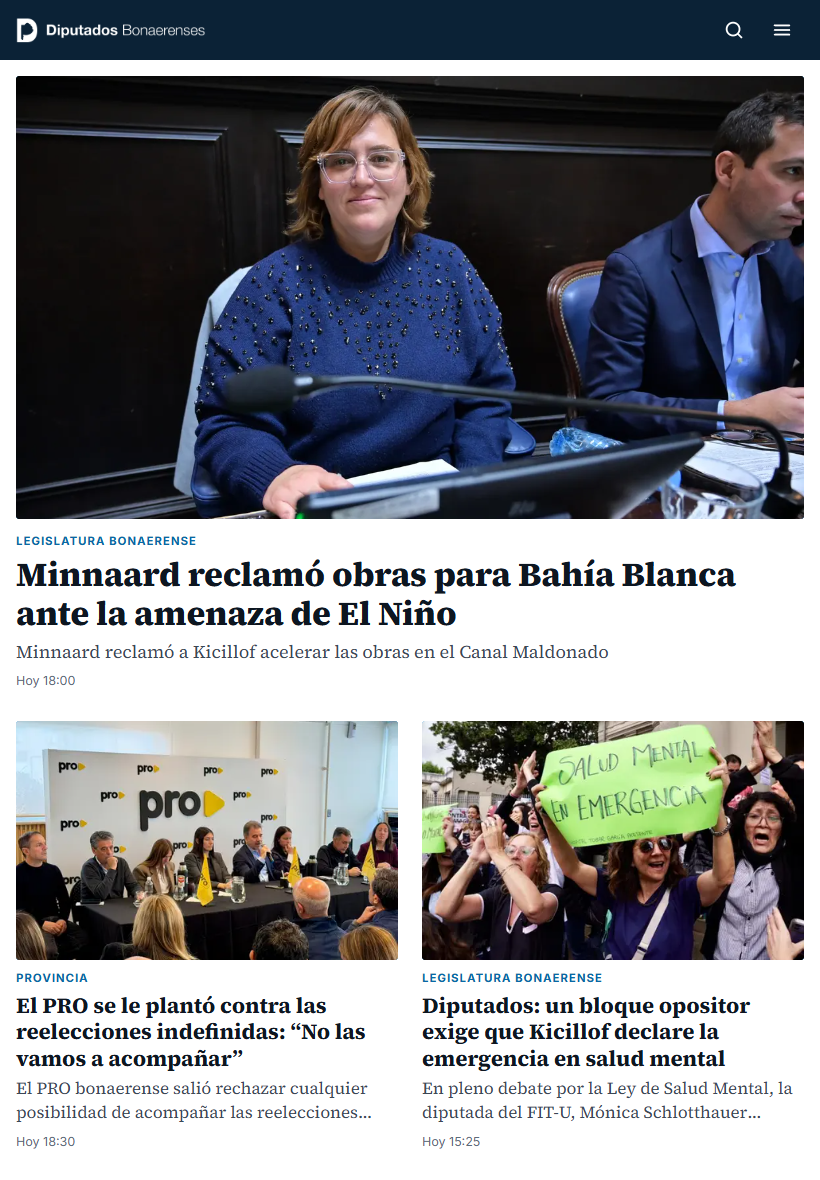 Diputados Bonaerenses
LEGISLATURA BONAERENSE
Minnaard reclamó obras para Bahía Blanca
ante la amenaza de El Niño
Minnaard reclamó a Kicillof acelerar las obras en el Canal Maldonado
Hoy 18:00
pro
pro
pro
pro
pro
pro
pro
pro
pro
SALUD MENTAL
EN EMERGENCIA
PROVINCIA
El PRO se le plantó contra las
reelecciones indefinidas: “No las
vamos a acompañar”
El PRO bonaerense salió rechazar cualquier
posibilidad de acompañar las reelecciones...
Hoy 18:30
LEGISLATURA BONAERENSE
Diputados: un bloque opositor
exige que Kicillof declare la
emergencia en salud mental
En pleno debate por la Ley de Salud Mental, la
diputada del FIT-U, Mónica Schlotthauer...
Hoy 15:25